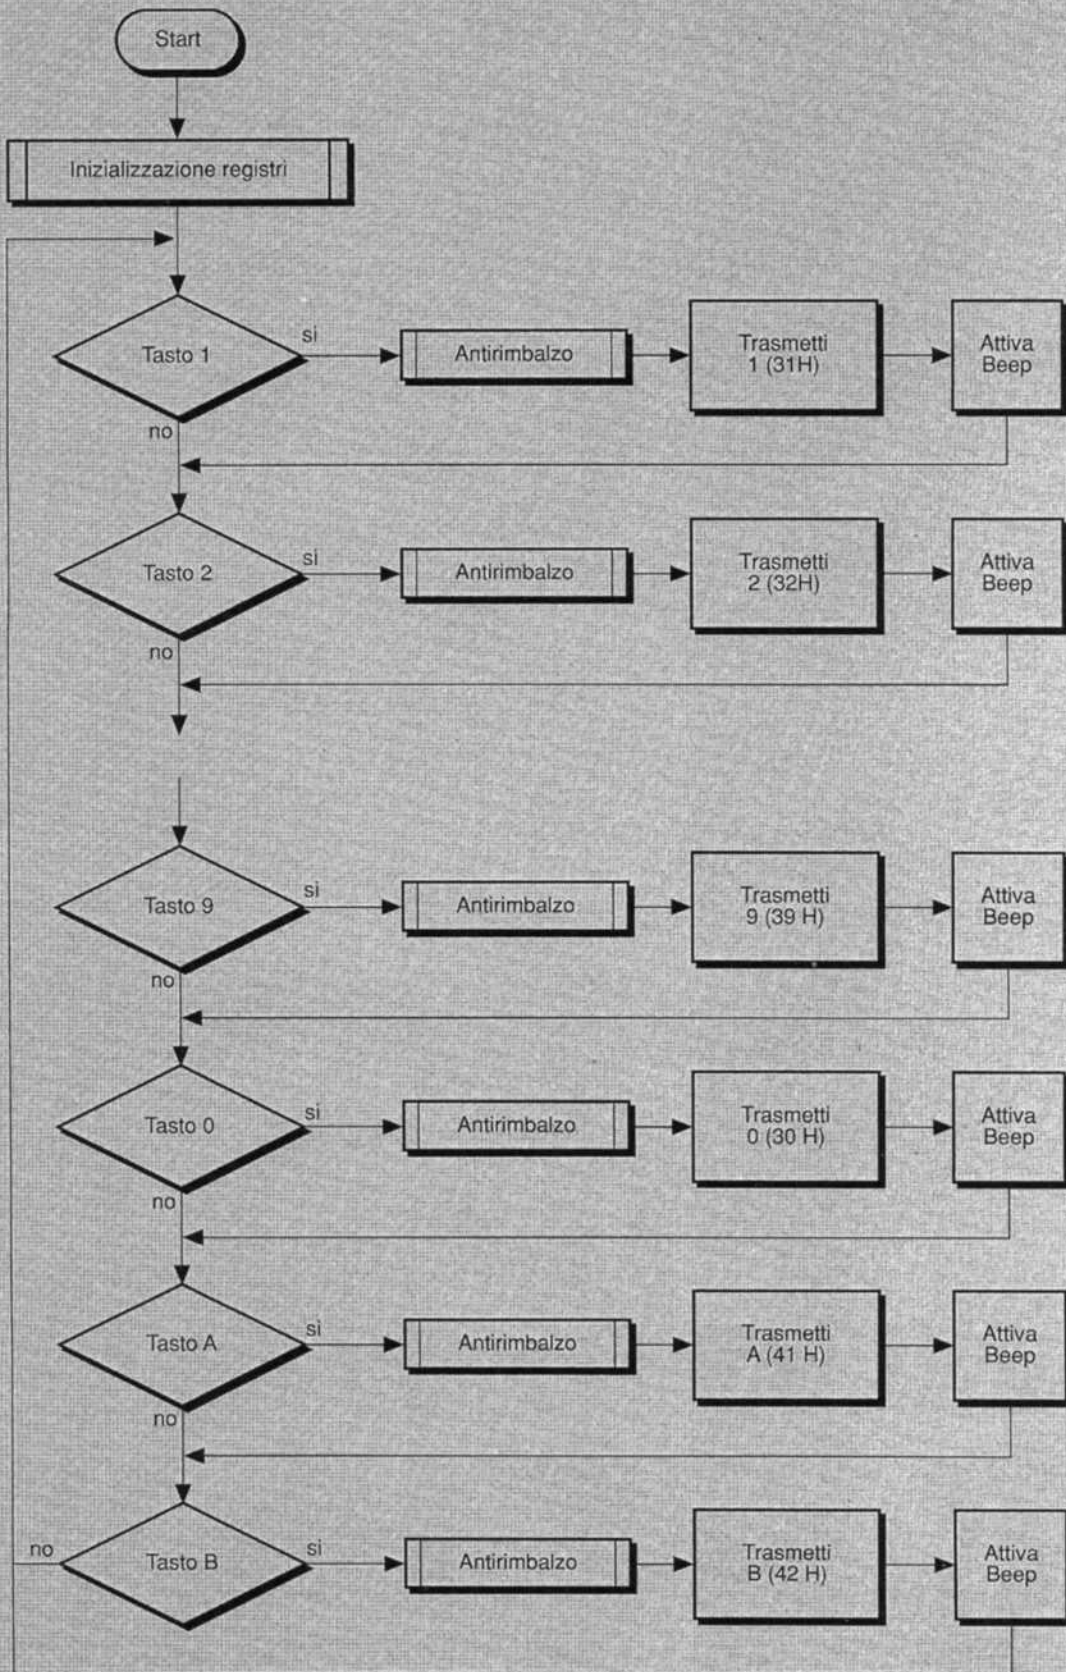 Start
Inizializzazione registri
Tasto 1
si
no
Antirimbalzo
Trasmetti
1 (31H)
Attiva
Beep
Tasto 2
si
no
Antirimbalzo
Trasmetti
2 (32H)
Attiva
Beep
Tasto 9
si
no
Antirimbalzo
Trasmetti
9 (39 H)
Attiva
Beep
Tasto 0
si
no
Antirimbalzo
Trasmetti
0 (30 H)
Attiva
Beep
Tasto A
si
no
Antirimbalzo
Trasmetti
A (41 H)
Attiva
Beep
no
Tasto B
si
Antirimbalzo
Trasmetti
B (42 H)
Attiva
Beep